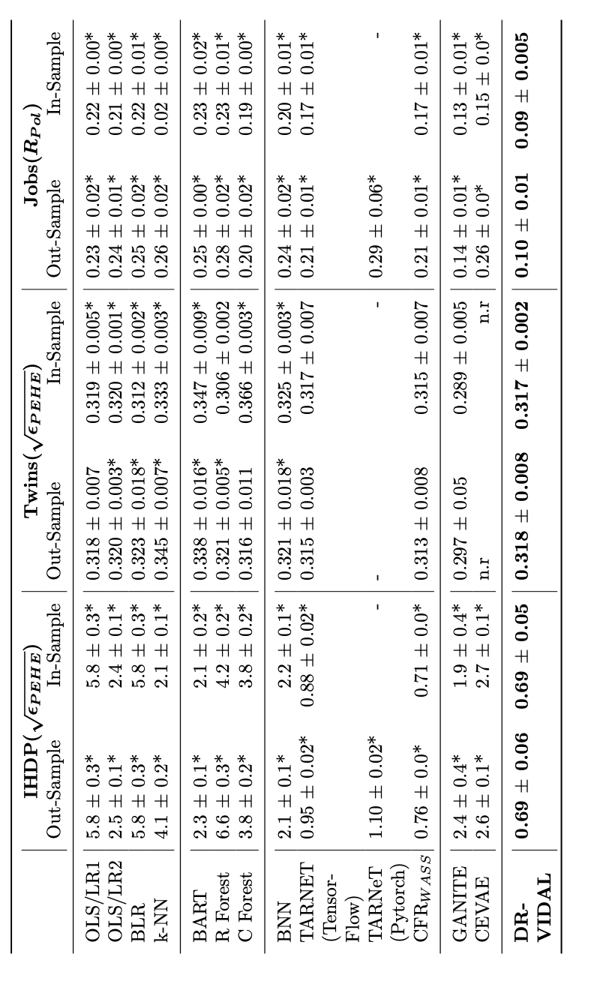 IHDP(√ϵ_PEHE) Twins(√ϵ_PEHE) Jobs(R_Pol)
Out-Sample In-Sample Out-Sample In-Sample Out-Sample In-Sample
OLS/LR1 5.8 ± 0.3* 5.8 ± 0.3* 0.318 ± 0.007 0.319 ± 0.005* 0.23 ± 0.02* 0.22 ± 0.00*
OLS/LR2 2.5 ± 0.1* 2.4 ± 0.1* 0.320 ± 0.003* 0.320 ± 0.001* 0.24 ± 0.01* 0.21 ± 0.00*
BLR 5.8 ± 0.3* 5.8 ± 0.3* 0.323 ± 0.018* 0.312 ± 0.002* 0.25 ± 0.02* 0.22 ± 0.01*
k-NN 4.1 ± 0.2* 2.1 ± 0.1* 0.345 ± 0.007* 0.333 ± 0.003* 0.26 ± 0.02* 0.02 ± 0.00*
BART 2.3 ± 0.1* 2.1 ± 0.2* 0.338 ± 0.016* 0.347 ± 0.009* 0.25 ± 0.00* 0.23 ± 0.02*
R Forest 6.6 ± 0.3* 4.2 ± 0.2* 0.321 ± 0.005* 0.306 ± 0.002 0.28 ± 0.02* 0.23 ± 0.01*
C Forest 3.8 ± 0.2* 3.8 ± 0.2* 0.316 ± 0.011 0.366 ± 0.003* 0.20 ± 0.02* 0.19 ± 0.00*
BNN 2.1 ± 0.1* 2.2 ± 0.1* 0.321 ± 0.018* 0.325 ± 0.003* 0.24 ± 0.02* 0.20 ± 0.01*
TARNET 0.95 ± 0.02* 0.88 ± 0.02* 0.315 ± 0.003 0.317 ± 0.007 0.21 ± 0.01* 0.17 ± 0.01*
(Tensor-
Flow)
TARNeT 1.10 ± 0.02* - - - 0.29 ± 0.06* -
(Pytorch)
CFR_WASS 0.76 ± 0.0* 0.71 ± 0.0* 0.313 ± 0.008 0.315 ± 0.007 0.21 ± 0.01* 0.17 ± 0.01*
GANITE 2.4 ± 0.4* 1.9 ± 0.4* 0.297 ± 0.05 0.289 ± 0.005 0.14 ± 0.01* 0.13 ± 0.01*
CEVAE 2.6 ± 0.1* 2.7 ± 0.1* n.r n.r 0.26 ± 0.0* 0.15 ± 0.0*
DR- 0.69 ± 0.06 0.69 ± 0.05 0.318 ± 0.008 0.317 ± 0.002 0.10 ± 0.01 0.09 ± 0.005
VIDAL